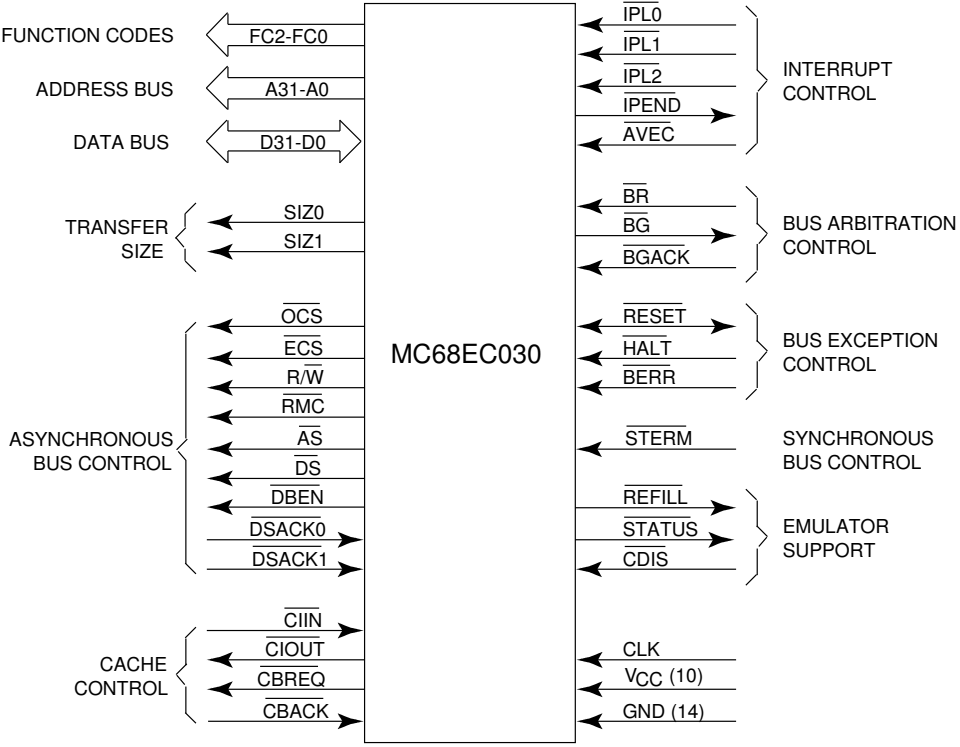 FUNCTION CODES
FC2-FC0
ADDRESS BUS
A31-A0
DATA BUS
D31-D0
TRANSFER
SIZE
SIZ0
SIZ1
ASYNCHRONOUS
BUS CONTROL
OCS
ECS
R/W
RMC
AS
DS
DBEN
DSACK0
DSACK1
CACHE
CONTROL
CIIN
CIOUT
CBREQ
CBACK
MC68EC030
IPL0
IPL1
IPL2
IPEND
AVEC
INTERRUPT
CONTROL
BR
BG
BGACK
BUS ARBITRATION
CONTROL
RESET
HALT
BERR
BUS EXCEPTION
CONTROL
STERM
SYNCHRONOUS
BUS CONTROL
REFILL
STATUS
CDIS
EMULATOR
SUPPORT
CLK
VCC (10)
GND (14)